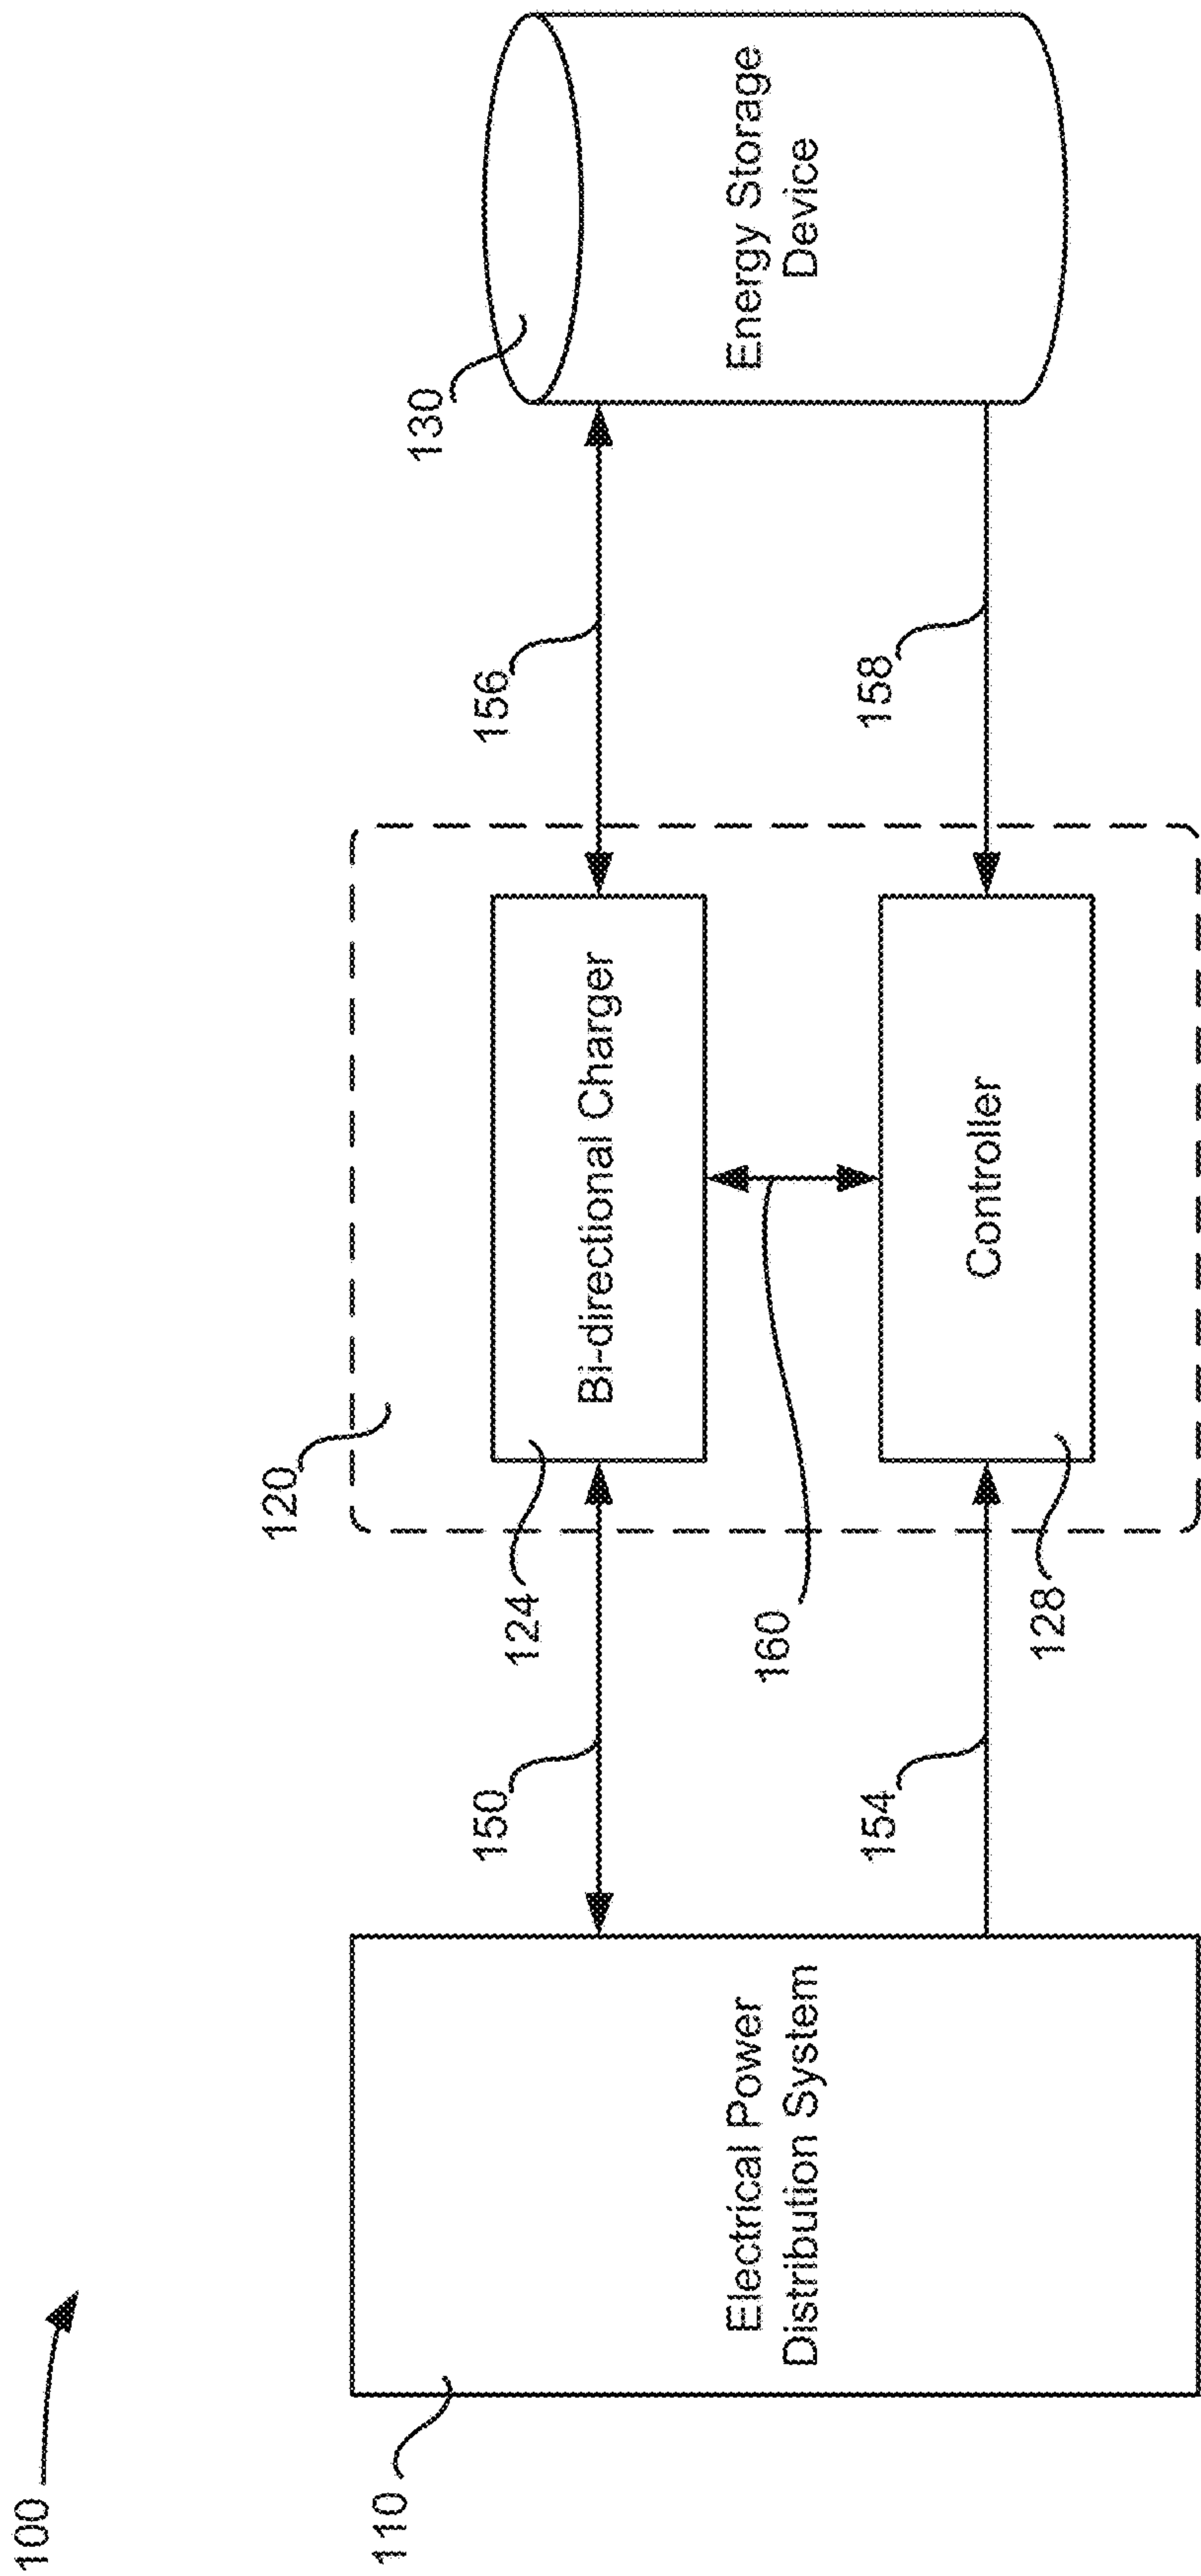 100
110
Electrical Power
Distribution System
150
154
120
124
Bi-directional Charger
160
128
Controller
156
158
130
Energy Storage
Device